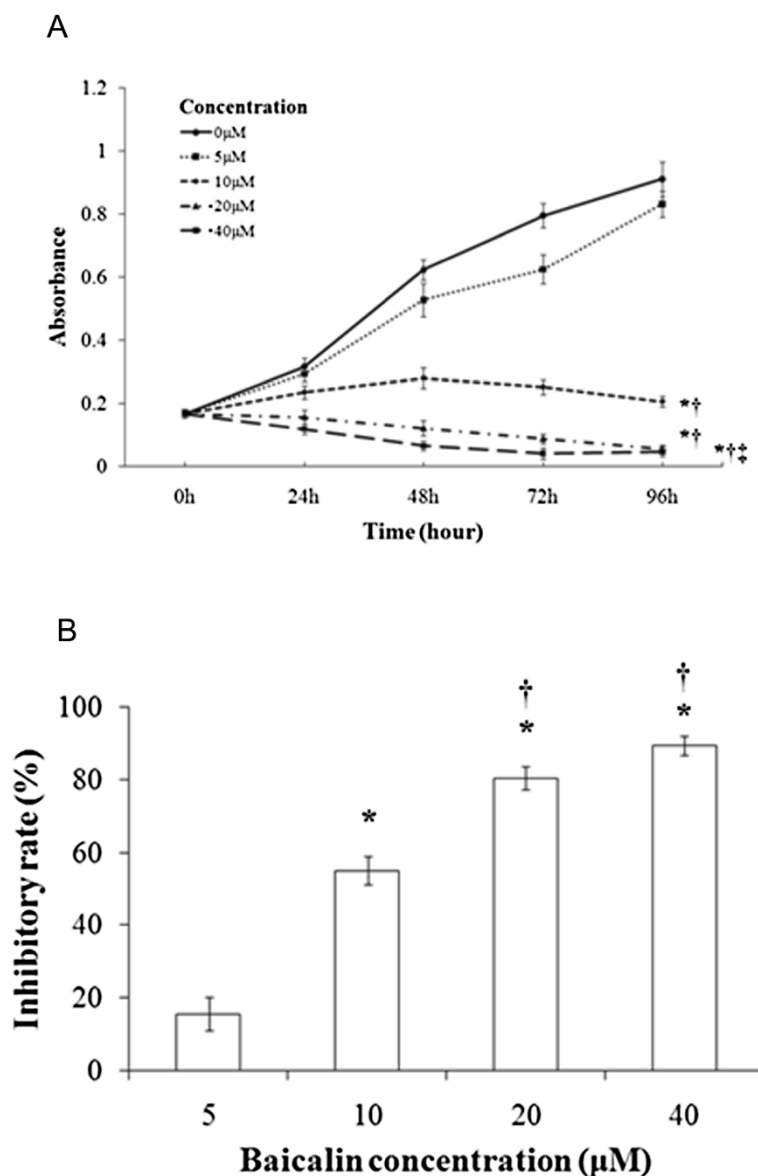 A
1.2
1
0.8
0.6
0.4
0.2
0
Absorbance
Concentration
0μM
5μM
10μM
20μM
40μM
*†
*†
*†‡
0h 24h 48h 72h 96h
Time (hour)
B
100
80
60
40
20
0
Inhibitory rate (%)
*
†
*
†
*
5 10 20 40
Baicalin concentration (μM)